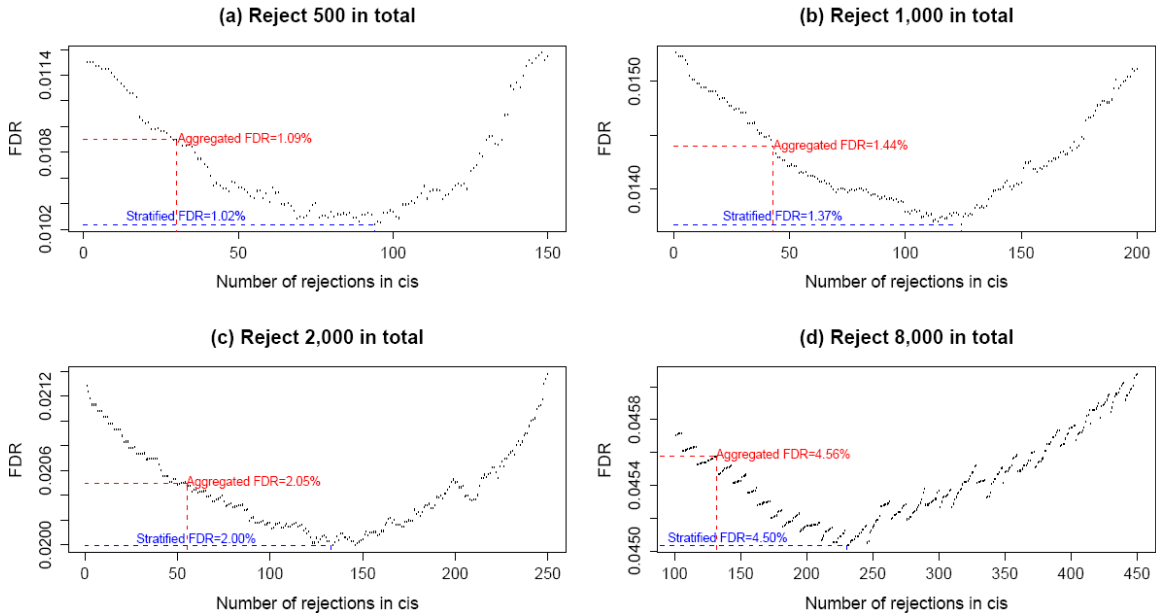 (a) Reject 500 in total
FDR
0.0102 0.0108 0.0114
Aggregated FDR=1.09%
Stratified FDR=1.02%
0 50 100 150
Number of rejections in cis
(b) Reject 1,000 in total
FDR
0.0140 0.0150
Aggregated FDR=1.44%
Stratified FDR=1.37%
0 50 100 150 200
Number of rejections in cis
(c) Reject 2,000 in total
FDR
0.0200 0.0206 0.0212
Aggregated FDR=2.05%
Stratified FDR=2.00%
0 50 100 150 200 250
Number of rejections in cis
(d) Reject 8,000 in total
FDR
0.0450 0.0454 0.0458
Aggregated FDR=4.56%
Stratified FDR=4.50%
100 150 200 250 300 350 400 450
Number of rejections in cis